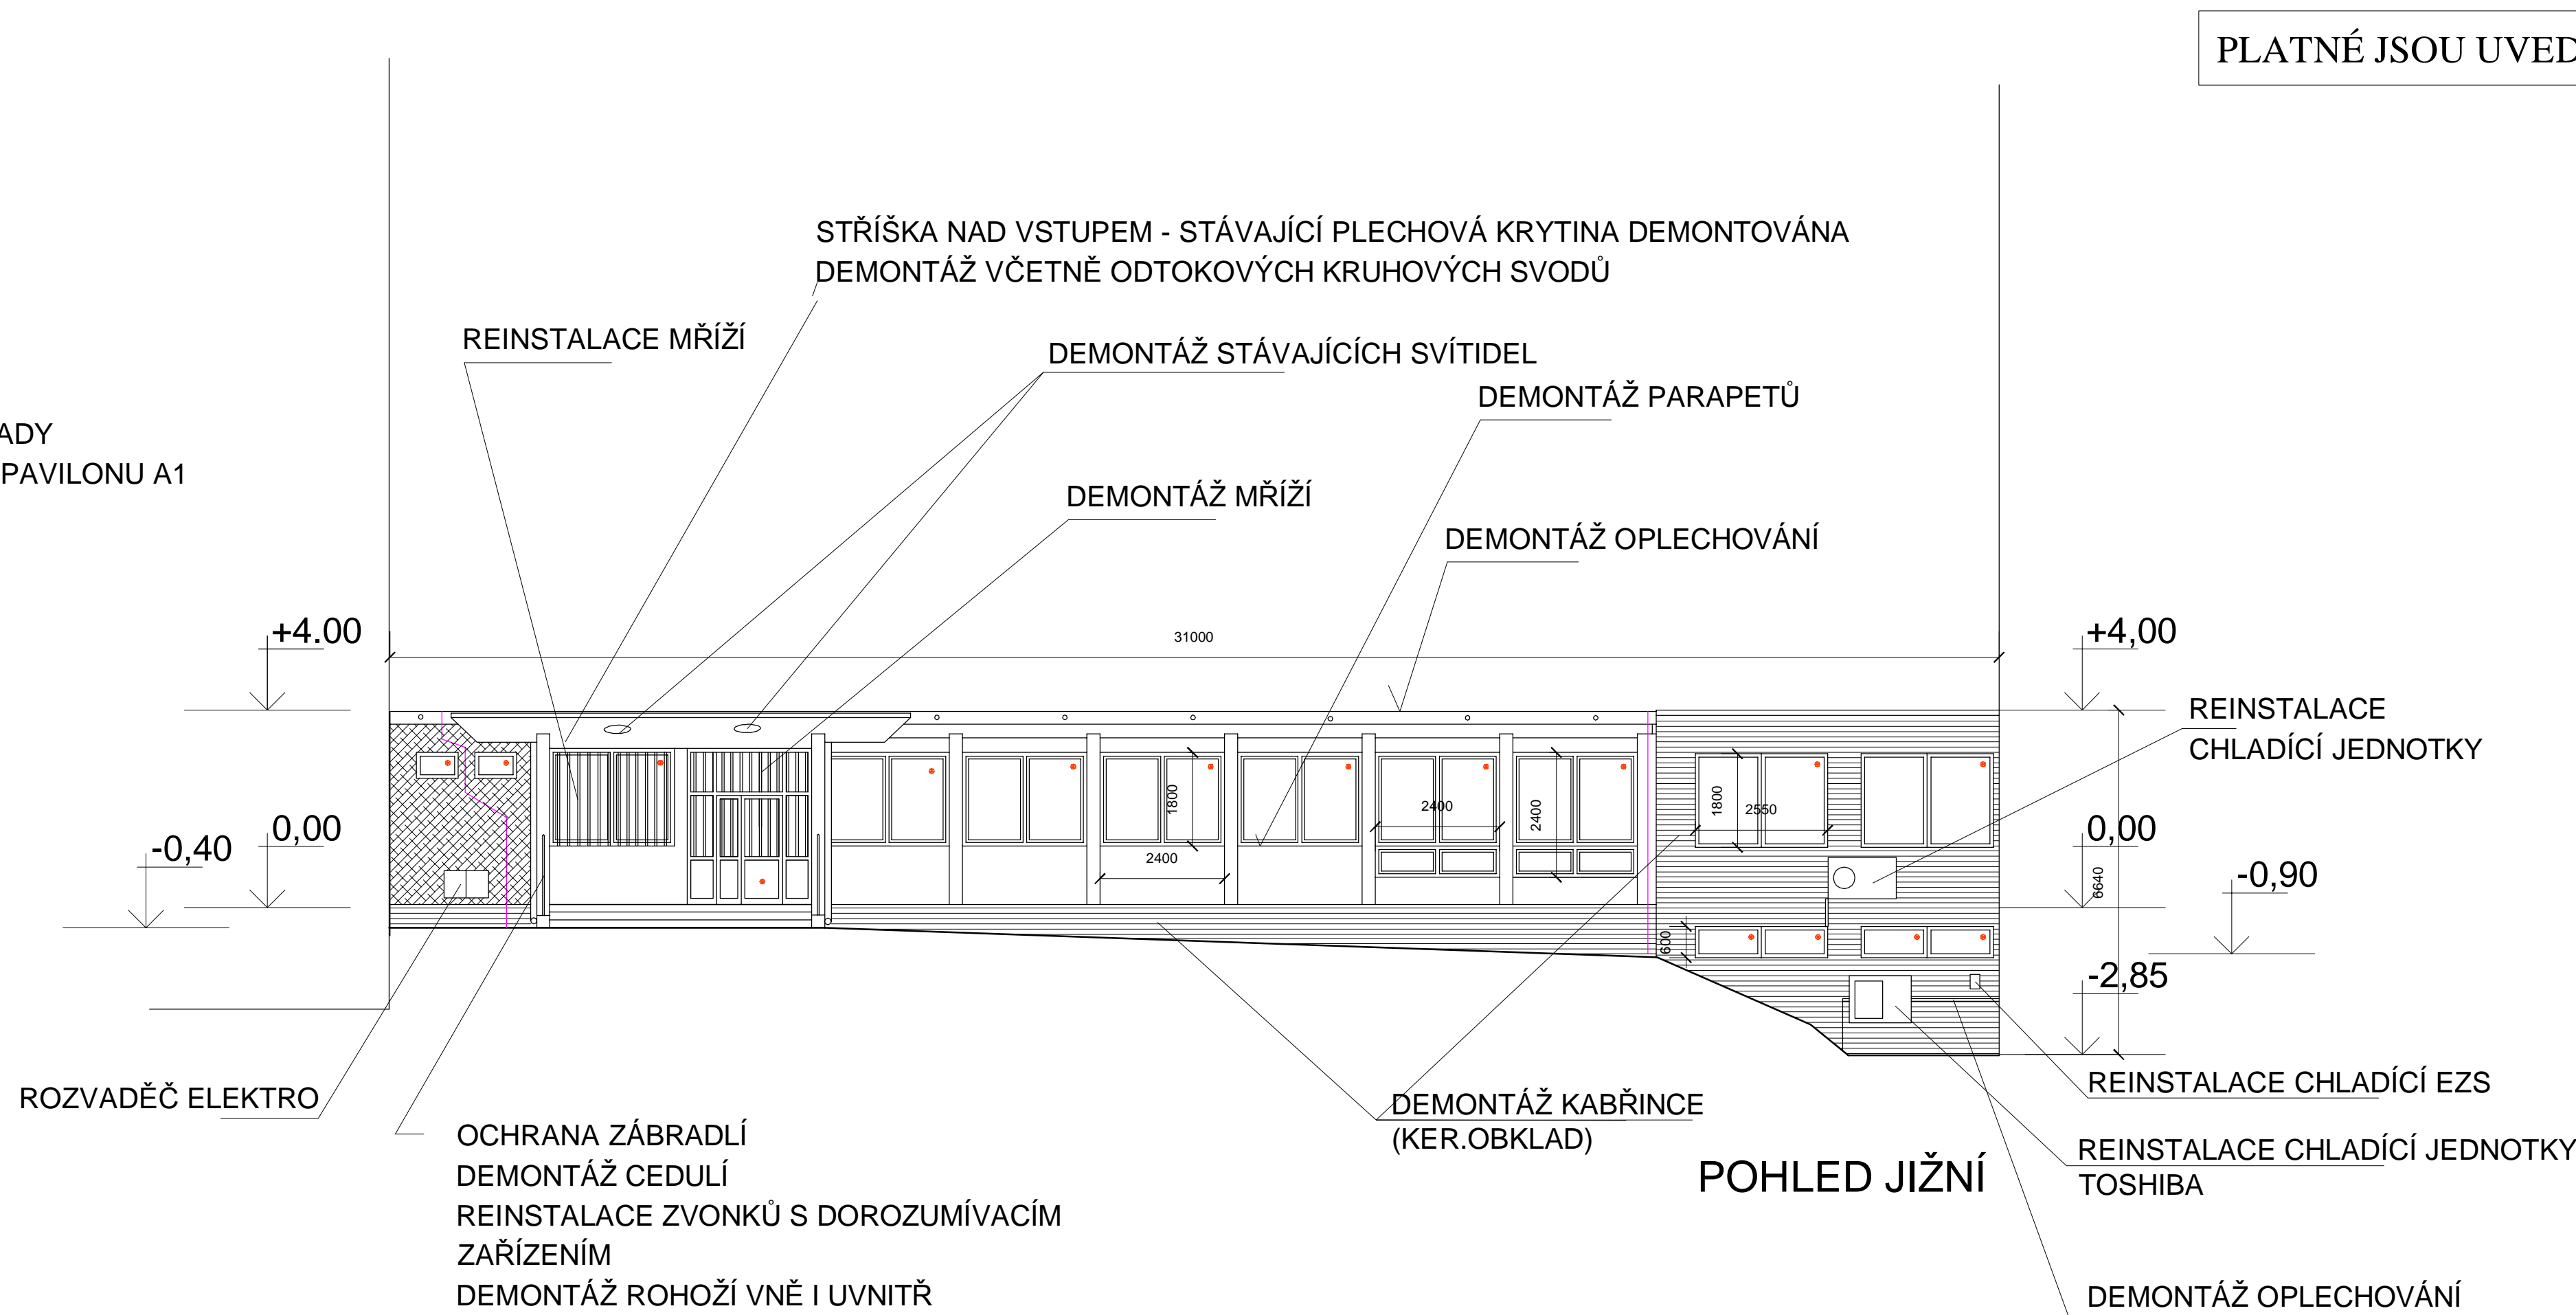 PLATNÉ JSOU UVED
STŘÍŠKA NAD VSTUPEM - STÁVAJÍCÍ PLECHOVÁ KRYTINA DEMONTOVÁNA
DEMONTÁŽ VČETNĚ ODTOKOVÝCH KRUHOVÝCH SVODŮ
REINSTALACE MŘÍŽÍ
DEMONTÁŽ STÁVAJÍCÍCH SVÍTIDEL
DEMONTÁŽ PARAPETŮ
ADY
PAVILONU A1
DEMONTÁŽ MŘÍŽÍ
DEMONTÁŽ OPLECHOVÁNÍ
+4.00
31000
+4,00
REINSTALACE
CHLADÍCÍ JEDNOTKY
-0,40
0,00
1800
2400
2400
2400
1800
2550
600
0,00
6640
-0,90
-2,85
ROZVADĚČ ELEKTRO
OCHRANA ZÁBRADLÍ
DEMONTÁŽ CEDULÍ
REINSTALACE ZVONKŮ S DOROZUMÍVACÍM
ZAŘÍZENÍM
DEMONTÁŽ ROHOŽÍ VNĚ I UVNITŘ
DEMONTÁŽ KABŘINCE
(KER.OBKLAD)
POHLED JIŽNÍ
REINSTALACE CHLADÍCÍ EZS
REINSTALACE CHLADÍCÍ JEDNOTKY
TOSHIBA
DEMONTÁŽ OPLECHOVÁNÍ